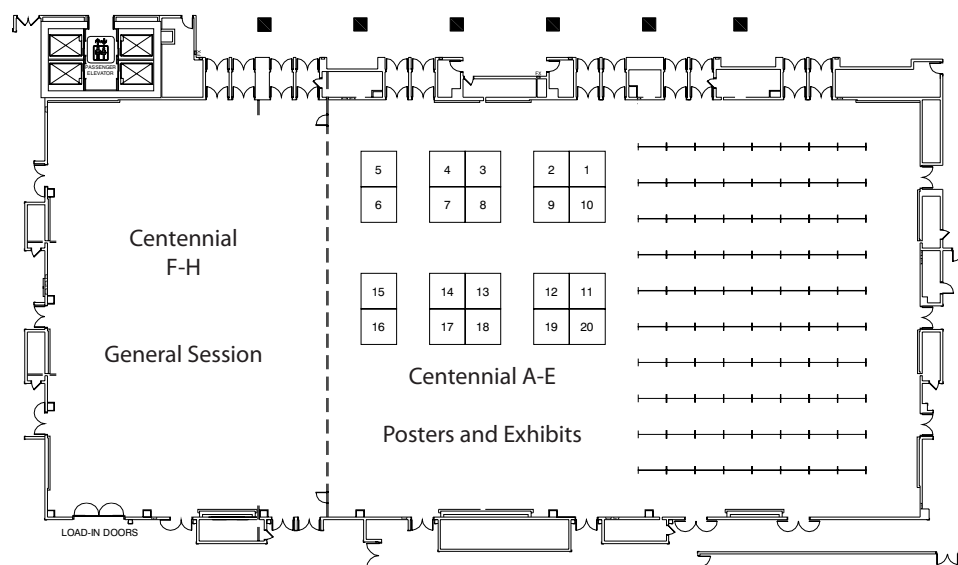 PASSENGER
ELEVATOR
5 4 3 2 1
6 7 8 9 10
Centennial
F-H
15 14 13 12 11
16 17 18 19 20
General Session
Centennial A-E
Posters and Exhibits
LOAD-IN DOORS